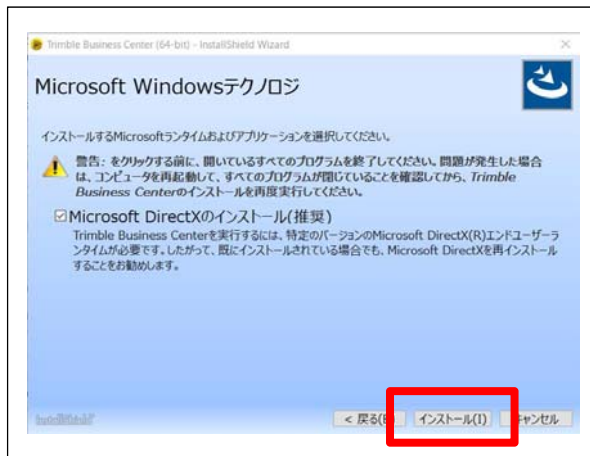 Trimble Business Center (64-bit) - InstallShield Wizard
Microsoft Windowsテクノロジ
インストールするMicrosoftランタイムおよびアプリケーションを選択してください。
警告: をクリックする前に、開いているすべてのプログラムを終了してください。問題が発生した場合
は、コンピュータを再起動して、すべてのプログラムが閉じていることを確認してから、Trimble
Business Centerのインストールを再度実行してください。
Microsoft DirectXのインストール(推奨)
Trimble Business Centerを実行するには、特定のバージョンのMicrosoft DirectX(R)エンドユーザーラ
ンタイムが必要です。したがって、既にインストールされている場合でも、Microsoft DirectXを再インストール
することをお勧めします。
InstallShield
< 戻る(B インストール(I) キャンセル